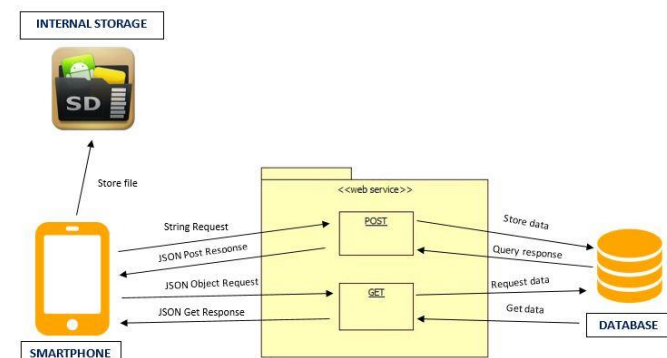 INTERNAL STORAGE
SD
Store file
<<web service>>
String Request
POST
Store data
JSON Post Response
Query response
JSON Object Request
GET
Request data
JSON Get Response
Get data
SMARTPHONE
DATABASE